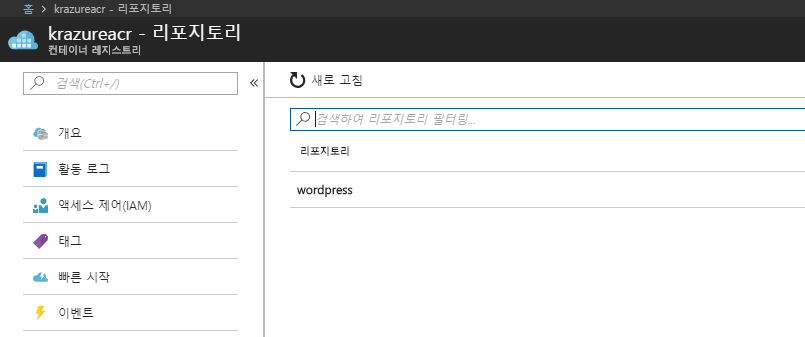 홈 > krazureacr - 리포지토리
krazureacr - 리포지토리
컨테이너 레지스트리
검색(Ctrl+/)
«
개요
활동 로그
액세스 제어(IAM)
태그
빠른 시작
이벤트
새로 고침
검색하여 리포지토리 필터링...
리포지토리
wordpress